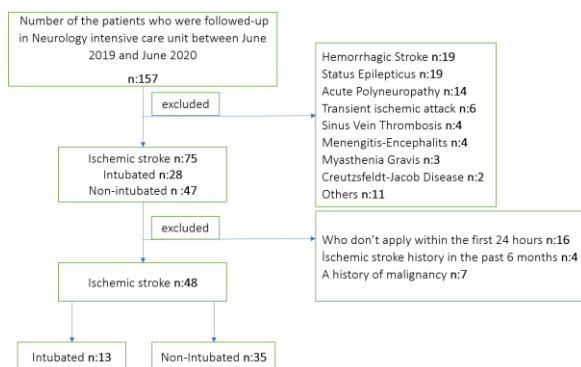 Number of the patients who were followed-up
in Neurology intensive care unit between June
2019 and June 2020
n:157
excluded
Hemorrhagic Stroke n:19
Status Epilepticus n:19
Acute Polyneuropathy n:14
Transient ischemic attack n:6
Sinus Vein Thrombosis n:4
Menengitis-Encephalits n:4
Myasthenia Gravis n:3
Creutzsfeldt-Jacob Disease n:2
Others n:11
Ischemic stroke n:75
Intubated n:28
Non-intubated n :47
excluded
Who don’t apply within the first 24 hours n:16
İschemic stroke history in the past 6 months n:4
A history of malignancy n:7
Ischemic stroke n:48
Intubated n:13
Non-Intubated n:35